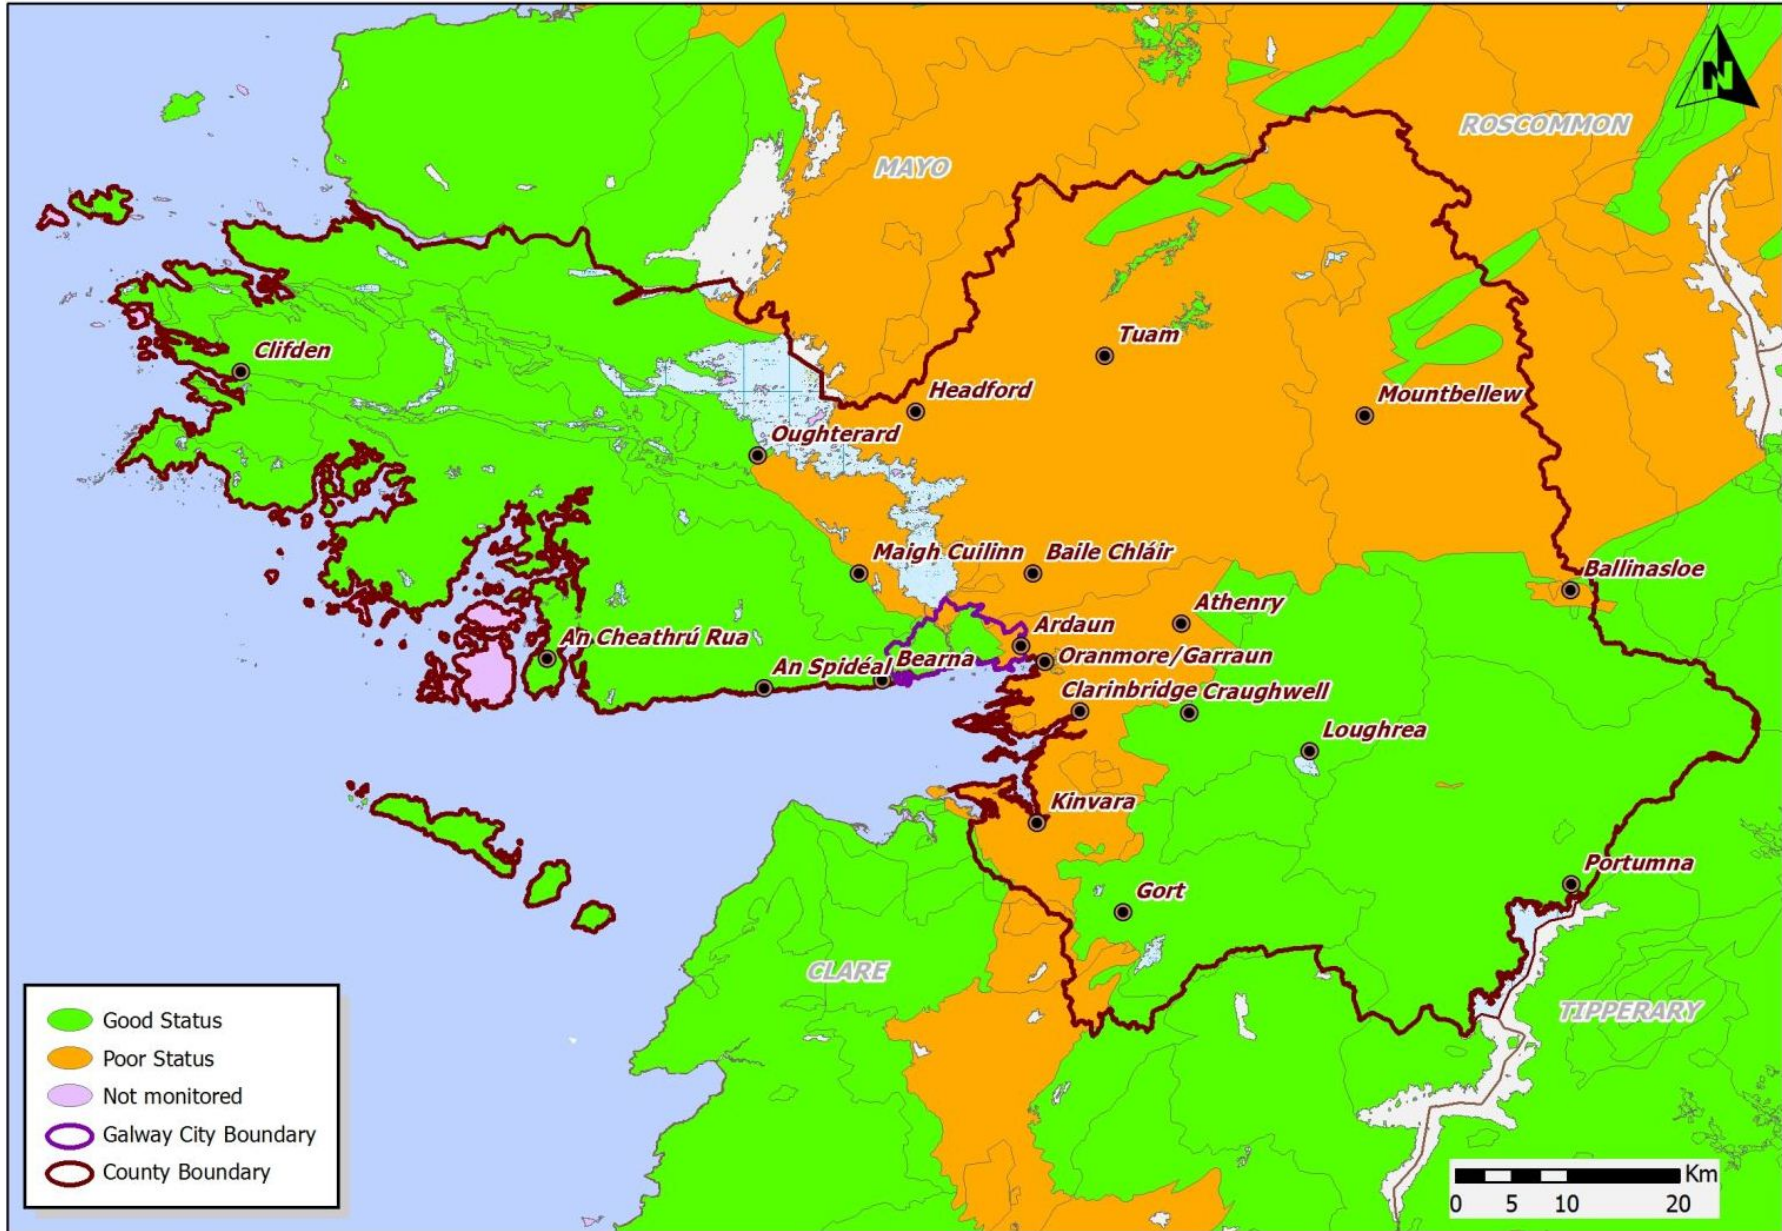 N
ROSCOMMON
MAYO
Clifden
Tuam
Headford
Mountbellew
Oughterard
Maigh Cuilinn
Baile Chláir
Ballinasloe
Athenry
Ardaun
An Cheathrú Rua
Bearna
Oranmore/Garraun
An Spidéal
Clarinbridge
Craughwell
Loughrea
Kinvara
Portumna
Gort
CLARE
TIPPERARY
Good Status
Poor Status
Not monitored
Galway City Boundary
County Boundary
Km
0 5 10 20